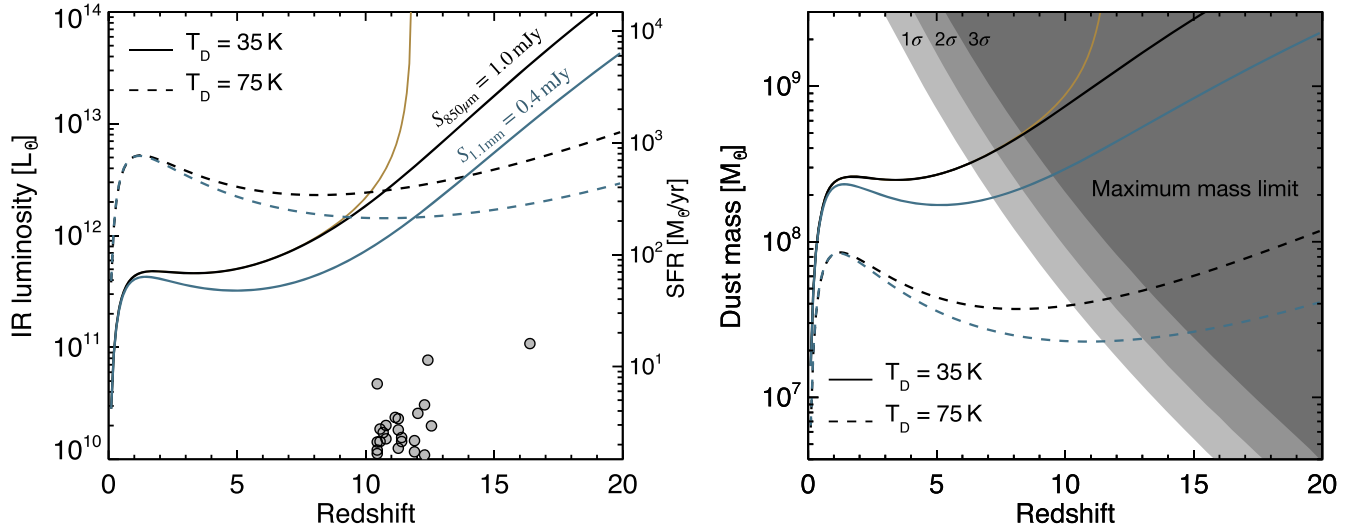 10^14
10^13
10^12
10^11
10^10
IR luminosity [L⊙]
T_D = 35 K
T_D = 75 K
S_850μm = 1.0 mJy
S_1.1mm = 0.4 mJy
10^4
10^3
10^2
10^1
SFR [M⊙/yr]
0 5 10 15 20
Redshift
10^9
10^8
10^7
Dust mass [M⊙]
1σ 2σ 3σ
Maximum mass limit
T_D = 35 K
T_D = 75 K
0 5 10 15 20
Redshift